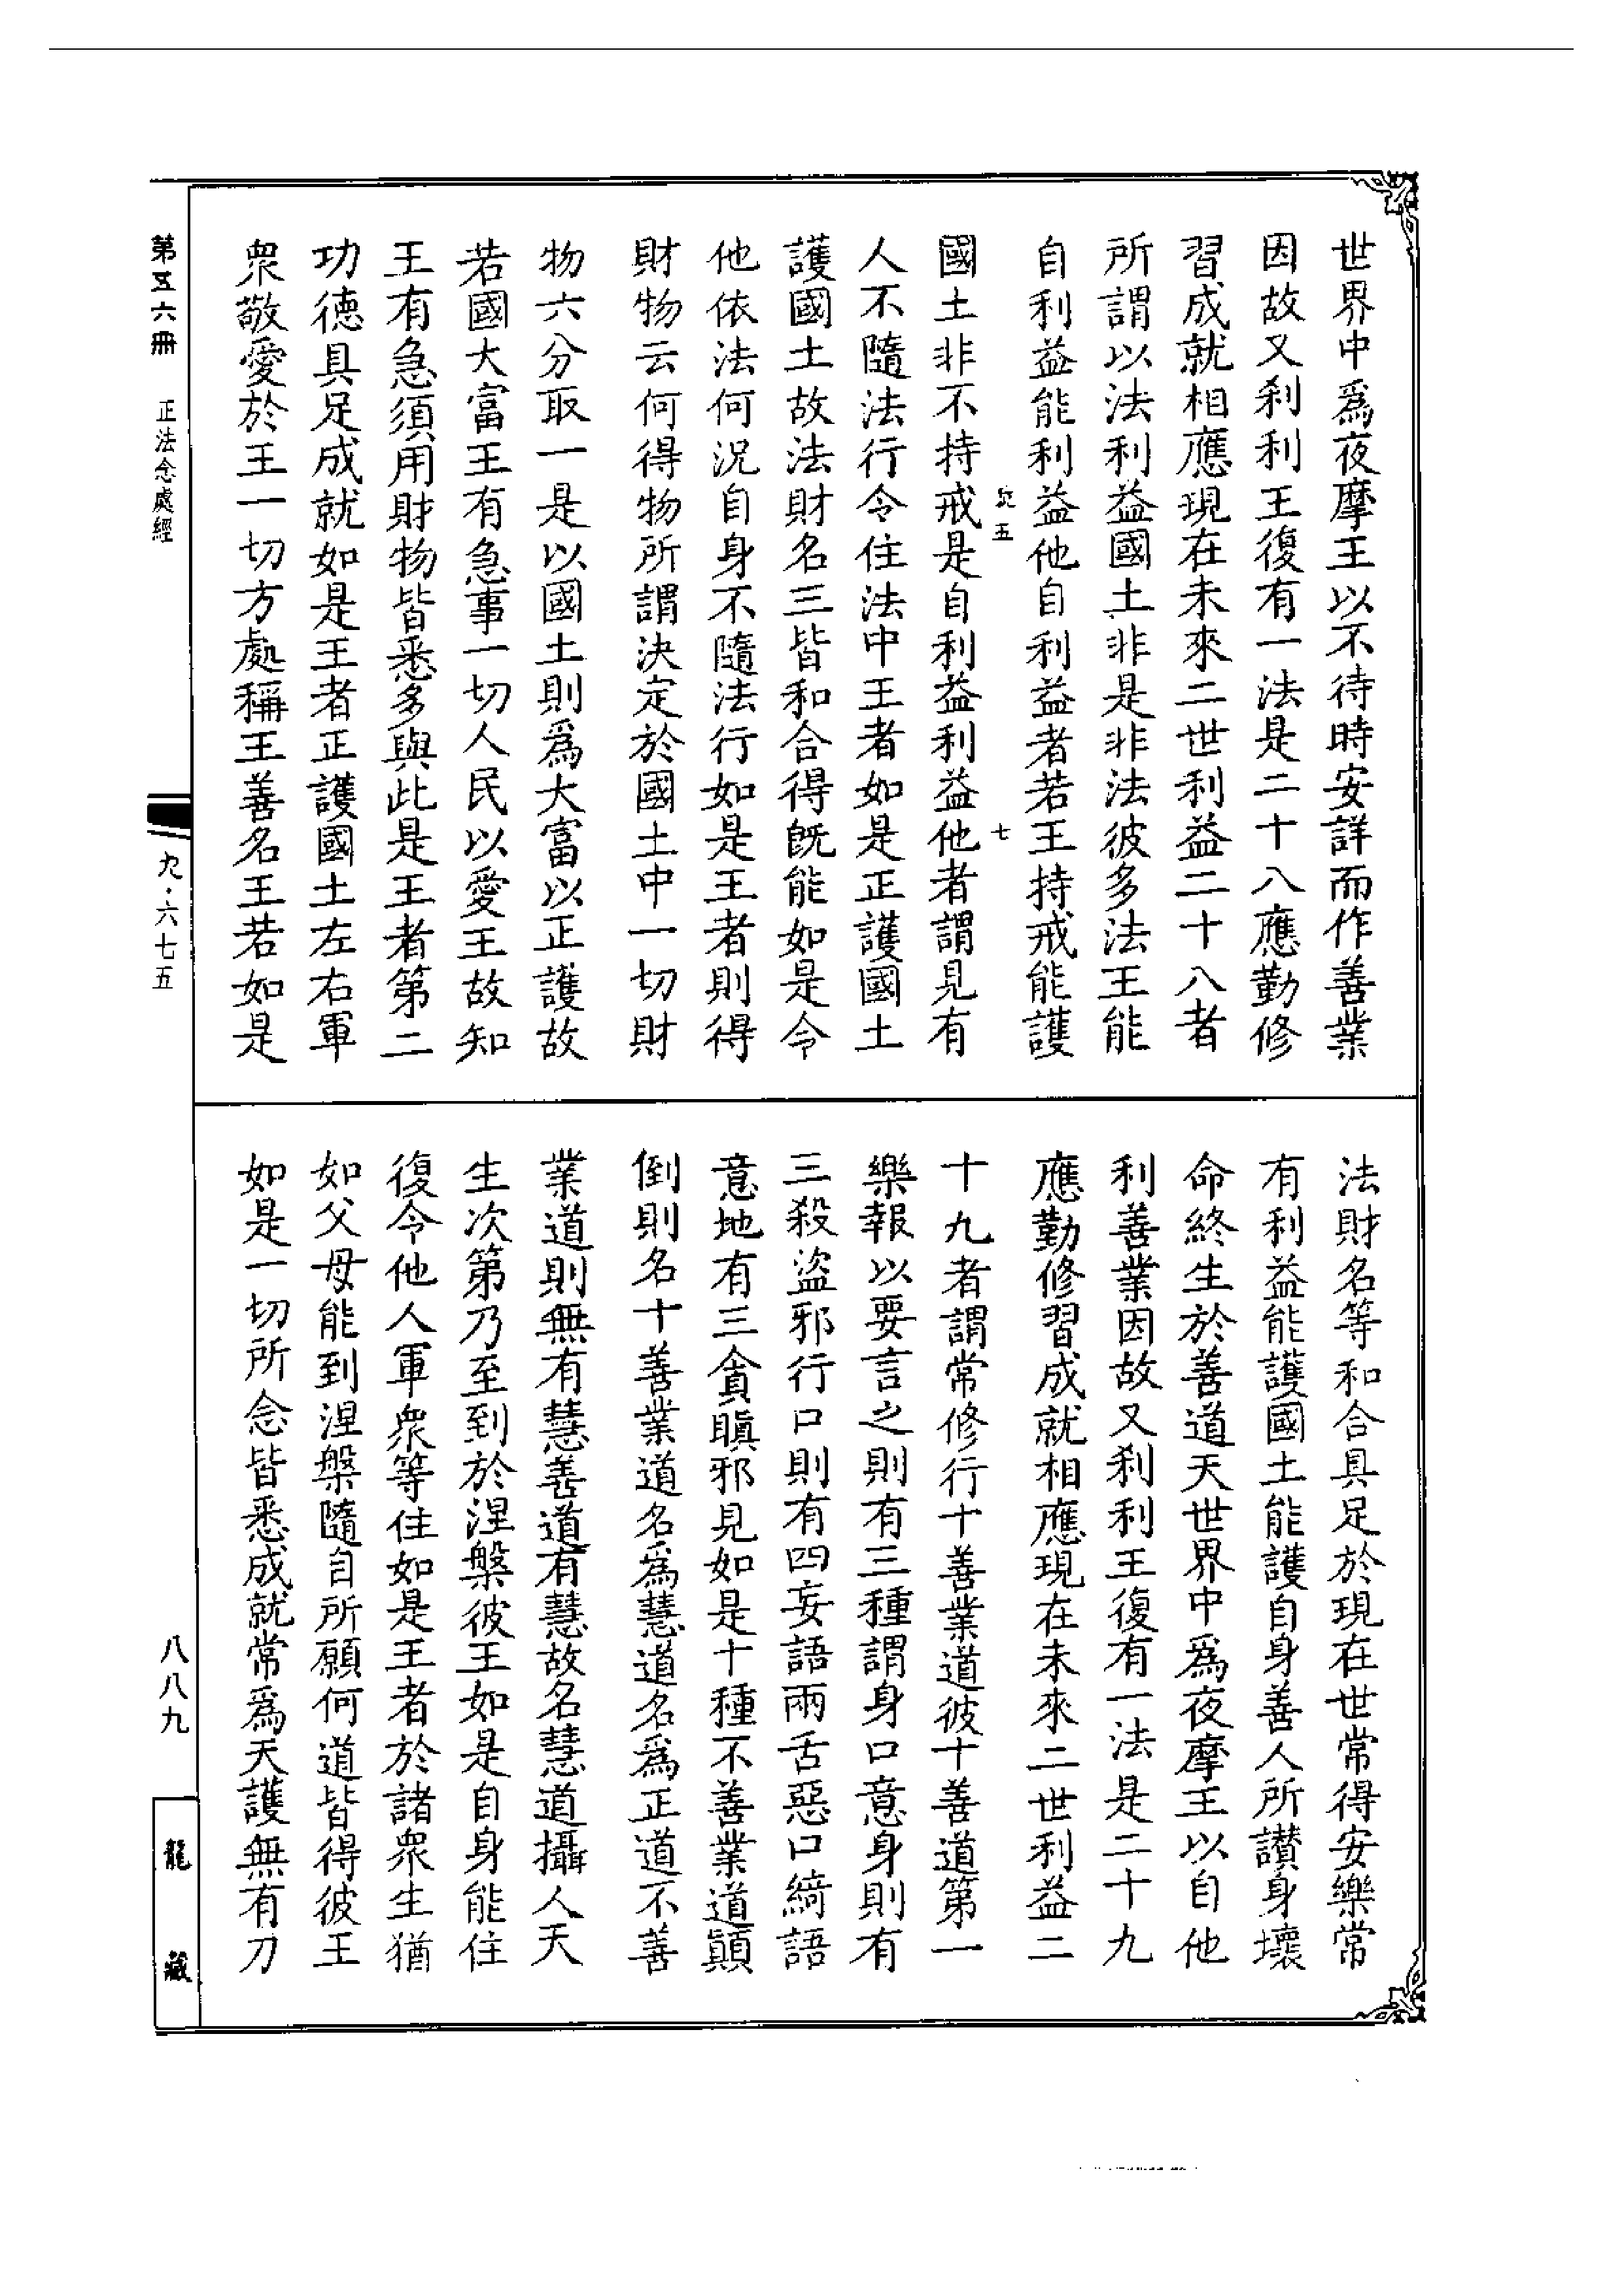 世界中爲夜摩王以不待時安詳而作善業
因故又刹利王復有一法是二十八應勤修
習成就相應現在未來二世利益二十八者
所謂以法利益國土非是非法彼多法王能
自利益能利益他自利益者若王持戒能護
五 七
國土非不持戒是自利益利益他者謂見有
人不隨法行令住法中王者如是正護國土
護國土故法財名三皆和合得旣能如是令
他依法何況自身不隨法行如是王者則得
財物云何得物所謂決定於國土中一切財
物六分取一是以國土則爲大富以正護故
若國大富王有急事一切人民以愛王故知
王有急須用財物皆悉多與此是王者第二
功德具足成就如是王者正護國土左右軍
衆敬愛於王一切方處稱王善名王若如是
法財名等和合具足於現在世常得安樂常
有利益能護國土能護自身善人所讃身壞
命終生於善道天世界中爲夜摩王以自他
利善業因故又刹利王復有一法是二十九
應勤修習成就相應現在未來二世利益二
十九者謂常修行十善業道彼十善道第一
樂報以要言之則有三種謂身口意身則有
三殺盜邪行口則有四妄語兩舌惡口綺語
意地有三貪瞋邪見如是十種不善業道顚
倒則名十善業道名爲慧道名爲正道不善
業道則無有慧善道有慧故名慧道攝人天
生次第乃至到於涅槃彼王如是自身能住
復令他人軍衆等住如是王者於諸衆生猶
如父母能到涅槃隨自所願何道皆得彼王
如是一切所念皆悉成就常爲天護無有刀
第五六冊 正法念處經 九·六七五 八八九 龍藏